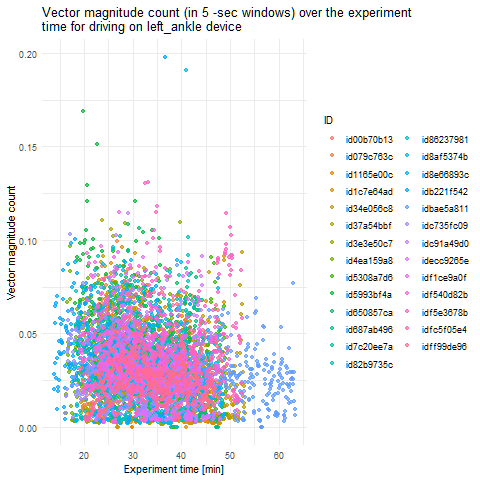 Vector magnitude count (in 5 -sec windows) over the experiment
time for driving on left_ankle device
0.20
0.15
0.10
0.05
0.00
Vector magnitude count
20 30 40 50 60
Experiment time [min]
ID
id00b70b13
id079c763c
id1165e00c
id1c7e64ad
id34e056c8
id37a54bbf
id3e3e50c7
id4ea159a8
id5308a7d6
id5993bf4a
id650857ca
id687ab496
id7c20ee7a
id82b9735c
id86237981
id8af5374b
id8e66893c
idb221f542
idbae5a811
idc735fc09
idc91a49d0
idecc9265e
idf1ce9a0f
idf540d82b
idf5e3678b
idfc5f05e4
idff99de96